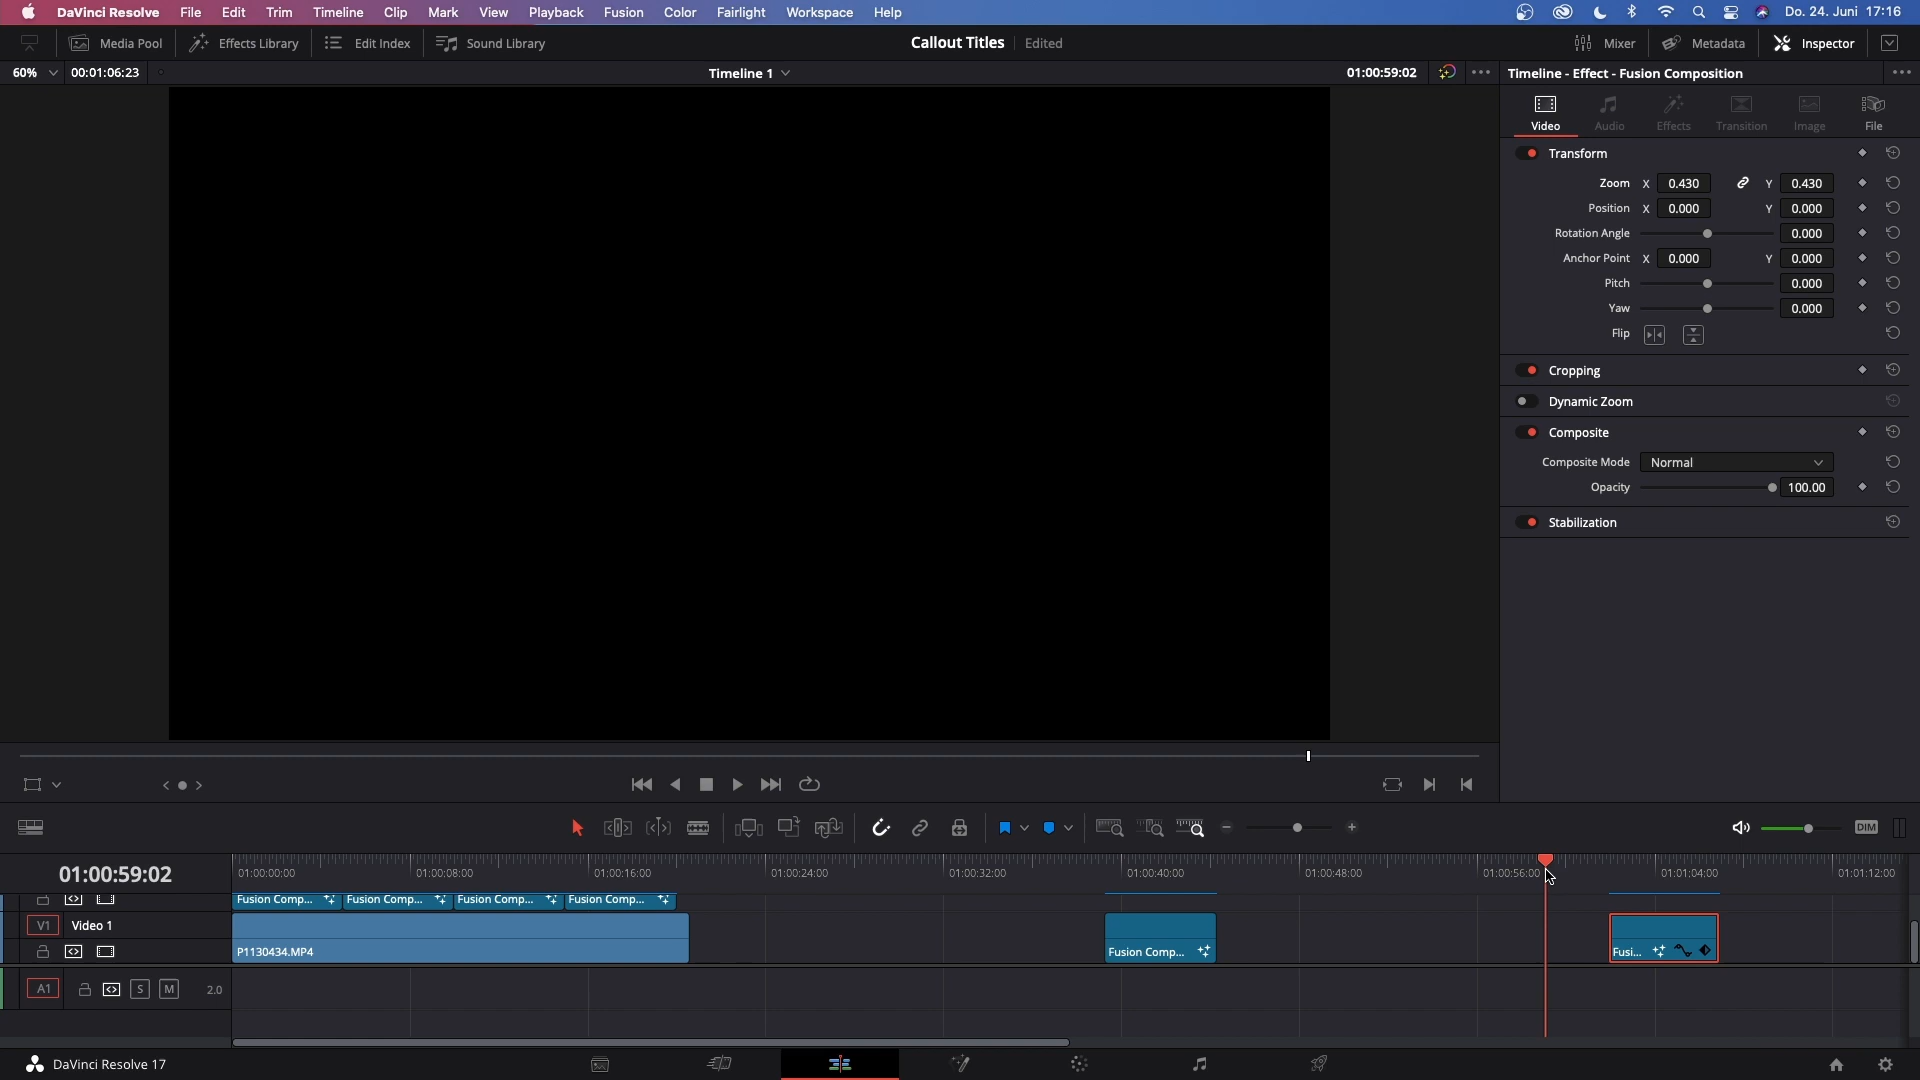 DaVinci Resolve File Edit Trim Timeline Clip Mark View Playback Fusion Color Fairlight Workspace Help Do. 24. Juni 17:16
Media Pool Effects Library Edit Index Sound Library Callout Titles Edited Mixer Metadata Inspector
60% 00:01:06:23 Timeline 1 01:00:59:02 Timeline - Effect - Fusion Composition
Video Audio Effects Transition Image File
Transform
Zoom X 0.430 Y 0.430
Position X 0.000 Y 0.000
Rotation Angle 0.000
Anchor Point X 0.000 Y 0.000
Pitch 0.000
Yaw 0.000
Flip
Cropping
Dynamic Zoom
Composite
Composite Mode Normal
Opacity 100.00
Stabilization
DIM
01:00:59:02 01:00:00:00 01:00:08:00 01:00:16:00 01:00:24:00 01:00:32:00 01:00:40:00 01:00:48:00 01:00:56:00 01:01:04:00 01:01:12:00
Fusion Comp... Fusion Comp... Fusion Comp... Fusion Comp...
V1 Video 1
P1130434.MP4 Fusion Comp... Fusi...
A1 S M 2.0
DaVinci Resolve 17